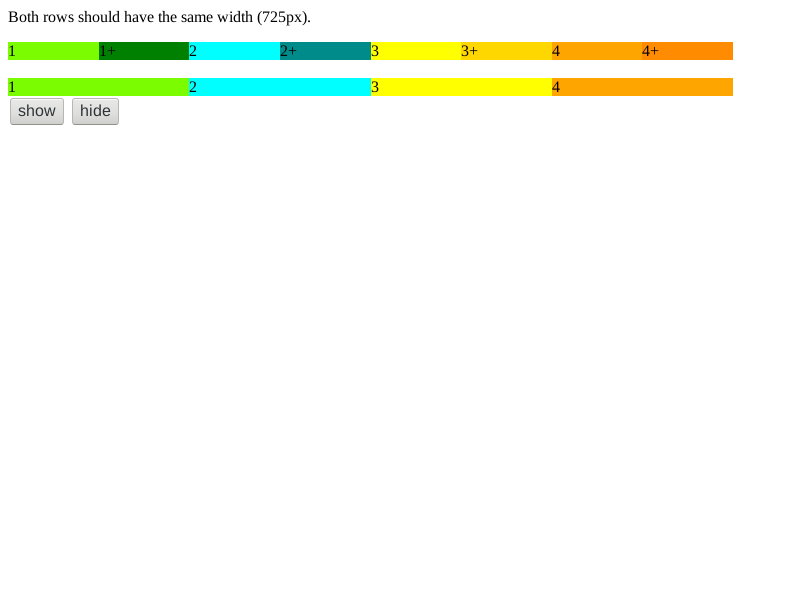 Both rows should have the same width (725px).
1 1+ 2 2+ 3 3+ 4 4+
1 2 3 4
show hide